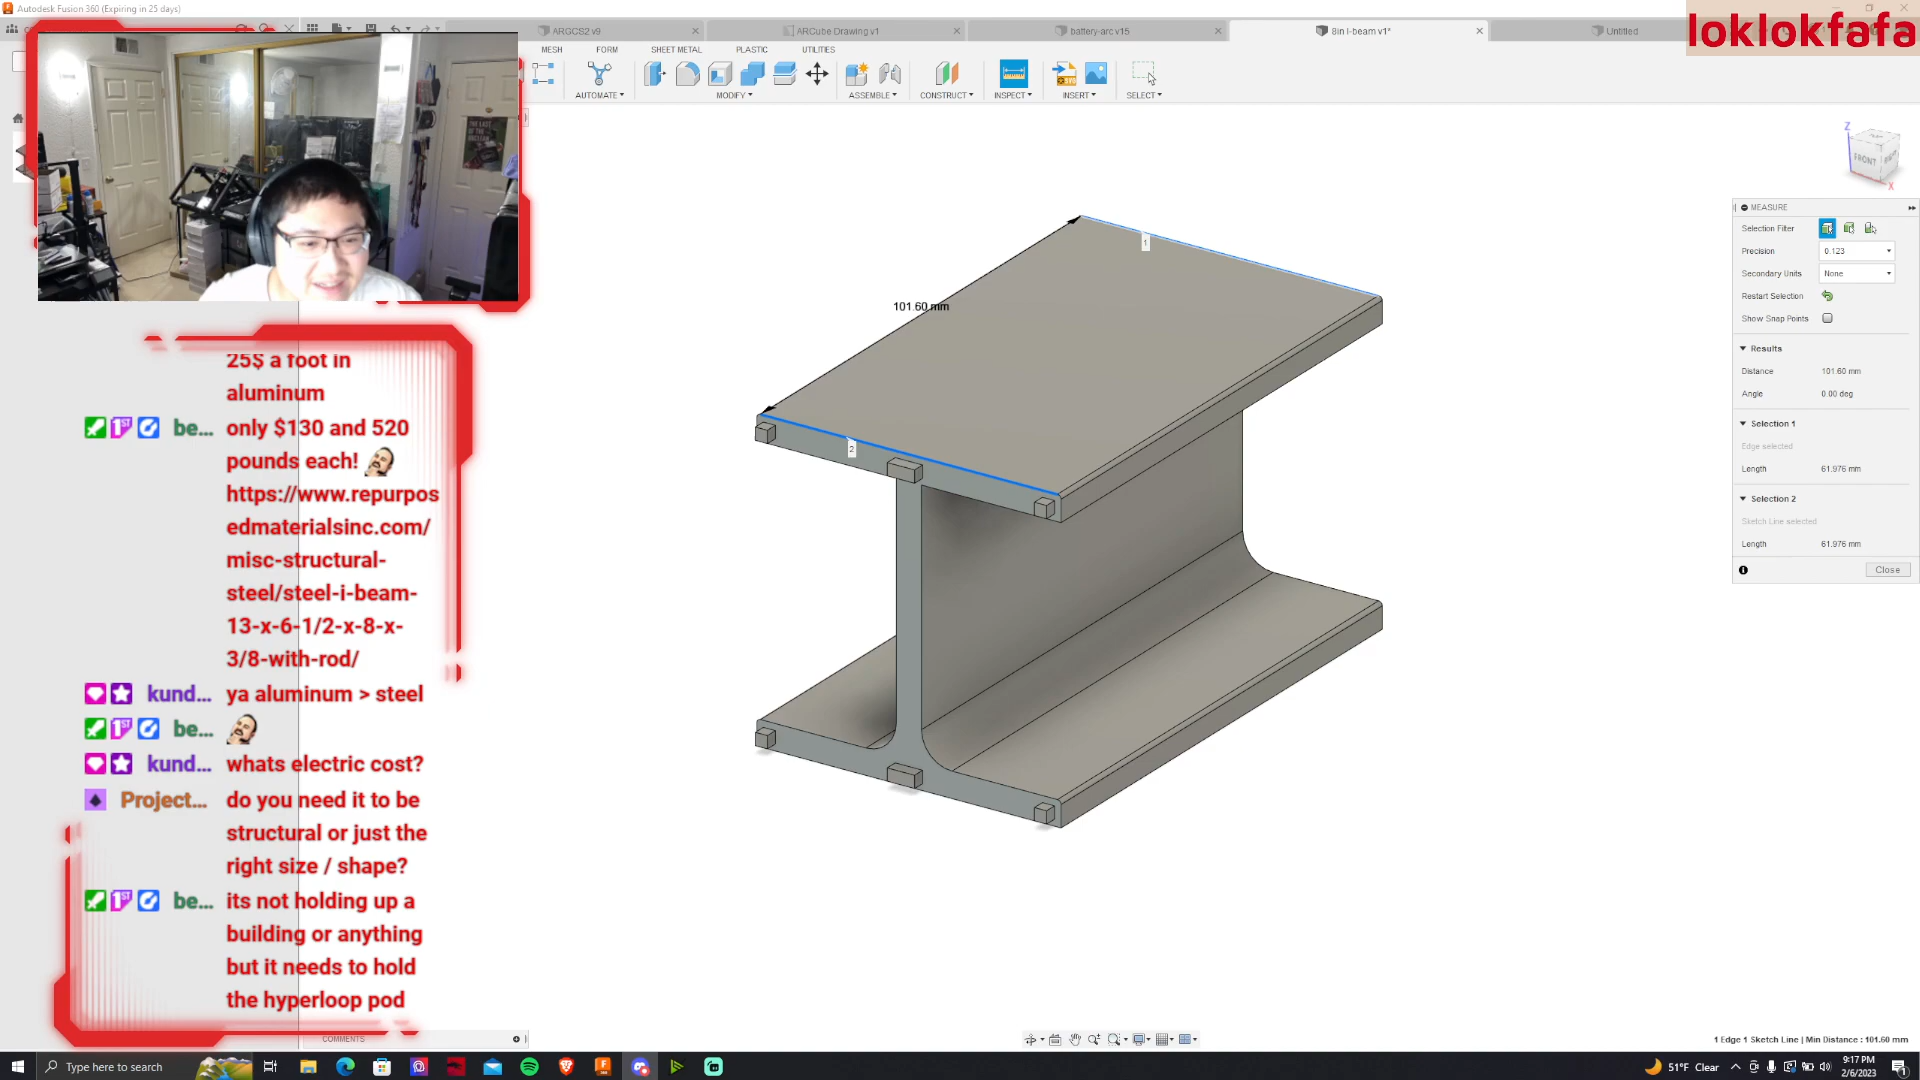 Autodesk Fusion 360 (Expiring in 25 days)
ARGCS2 v9
ARCube Drawing v1
battery-arc v15
8in I-beam v1*
Untitled
loklokfafa
MESH
FORM
SHEET METAL
PLASTIC
UTILITIES
AUTOMATE
MODIFY
ASSEMBLE
CONSTRUCT
INSPECT
INSERT
SELECT
Z
FRONT
X
MEASURE
Selection Filter
Precision
0.123
Secondary Units
None
Restart Selection
Show Snap Points
Results
Distance
101.60 mm
Angle
0.00 deg
Selection 1
Edge selected
Length
61.976 mm
Selection 2
Sketch Line selected
Length
61.976 mm
Close
1
101.60 mm
2
25$ a foot in
aluminum
be... only $130 and 520
pounds each!
https://www.repurpos
edmaterialsinc.com/
misc-structural-
steel/steel-i-beam-
13-x-6-1/2-x-8-x-
3/8-with-rod/
kund... ya aluminum > steel
be...
kund... whats electric cost?
Project... do you need it to be
structural or just the
right size / shape?
be... its not holding up a
building or anything
but it needs to hold
the hyperloop pod
COMMENTS
1 Edge 1 Sketch Line | Min Distance : 101.60 mm
Type here to search
51°F Clear
9:17 PM
2/6/2023